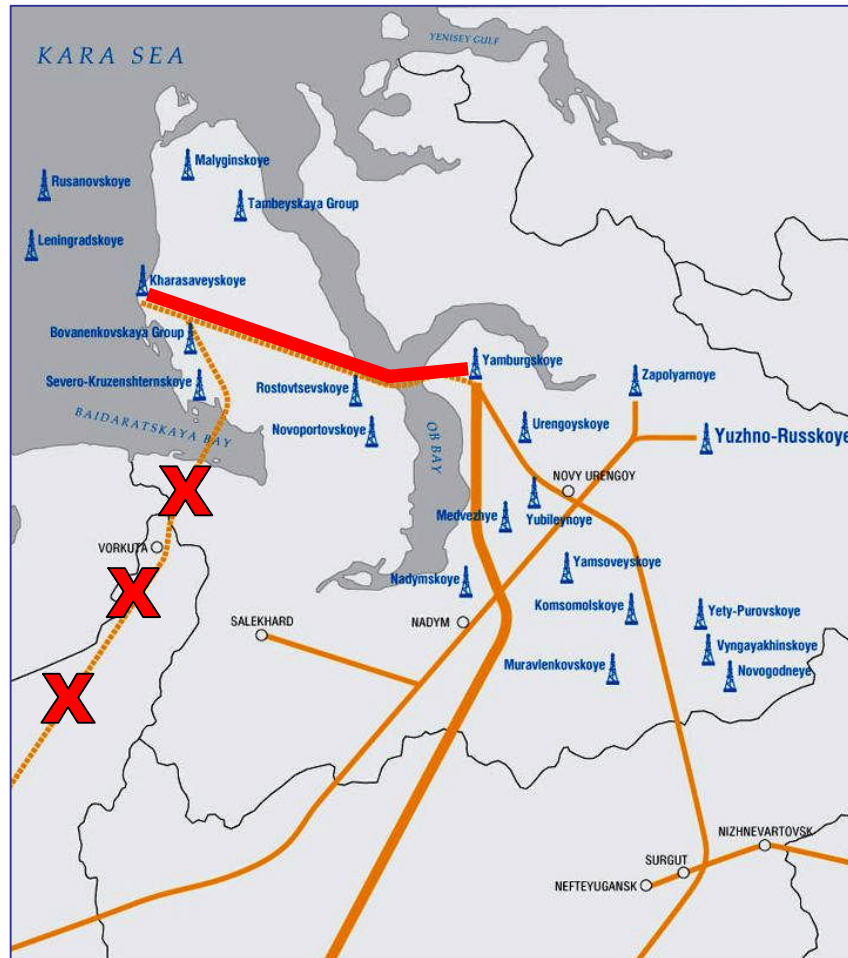 YENISEY GULF
KARA SEA
Malyginskoye
Rusanovskoye
Tambeyskaya Group
Leningradskoye
Kharasaveyskoye
Bovanenkovskaya Group
Yamburgskoye
Severo-Kruzenshternskoye
Rostovtsevskoye
Zapolyarnoye
BAIDARATSKAYA BAY
Novoportovskoye
OB BAY
Urengoyskoye
Yuzhno-Russkoye
X
NOVY URENGOY
Medvezhye
Yubileynoye
VORKUTA
X
Nadymskoye
Yamsoveyskoye
SALEKHARD
NADYM
Komsomolskoye
Yety-Purovskoye
Vyngayakhinskoye
Muravlenkovskoye
Novogodneye
X
NIZHNEVARTOVSK
SURGUT
NEFTEYUGANSK